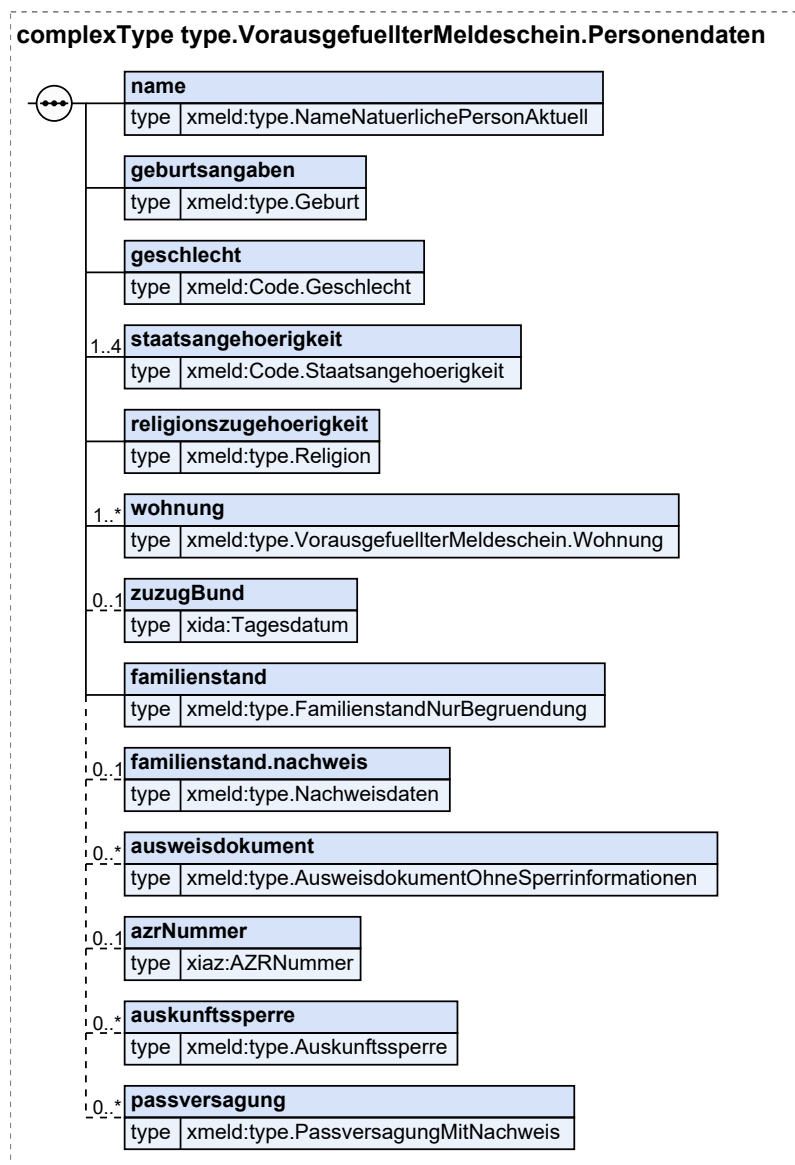 complexType type.VorausgefuellterMeldeschein.Personendaten
name
type xmeld:type.NameNatuerlichePersonAktuell
geburtsangaben
type xmeld:type.Geburt
geschlecht
type xmeld:Code.Geschlecht
1..4 staatsangehoerigkeit
type xmeld:Code.Staatsangehoerigkeit
religionszugehoerigkeit
type xmeld:type.Religion
1..* wohnung
type xmeld:type.VorausgefuellterMeldeschein.Wohnung
0..1 zuzugBund
type xida:Tagesdatum
familienstand
type xmeld:type.FamilienstandNurBegruendung
0..1 familienstand.nachweis
type xmeld:type.Nachweisdaten
0..* ausweisdokument
type xmeld:type.AusweisdokumentOhneSperrinformationen
0..1 azrNummer
type xiaz:AZRNummer
0..* auskunftssperre
type xmeld:type.Auskunftssperre
0..* passversagung
type xmeld:type.PassversagungMitNachweis